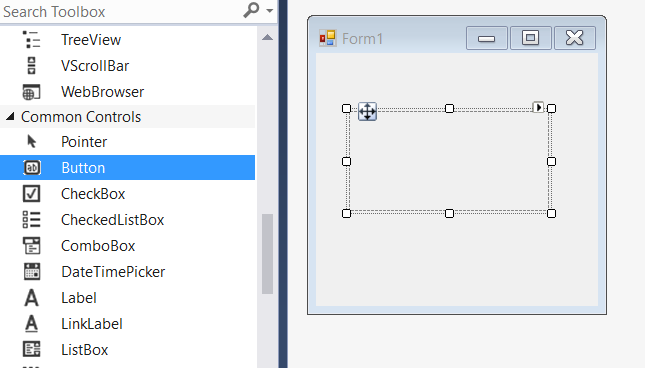 Search Toolbox
TreeView
VScrollBar
WebBrowser
Common Controls
Pointer
Button
CheckBox
CheckedListBox
ComboBox
DateTimePicker
Label
LinkLabel
ListBox
Form1